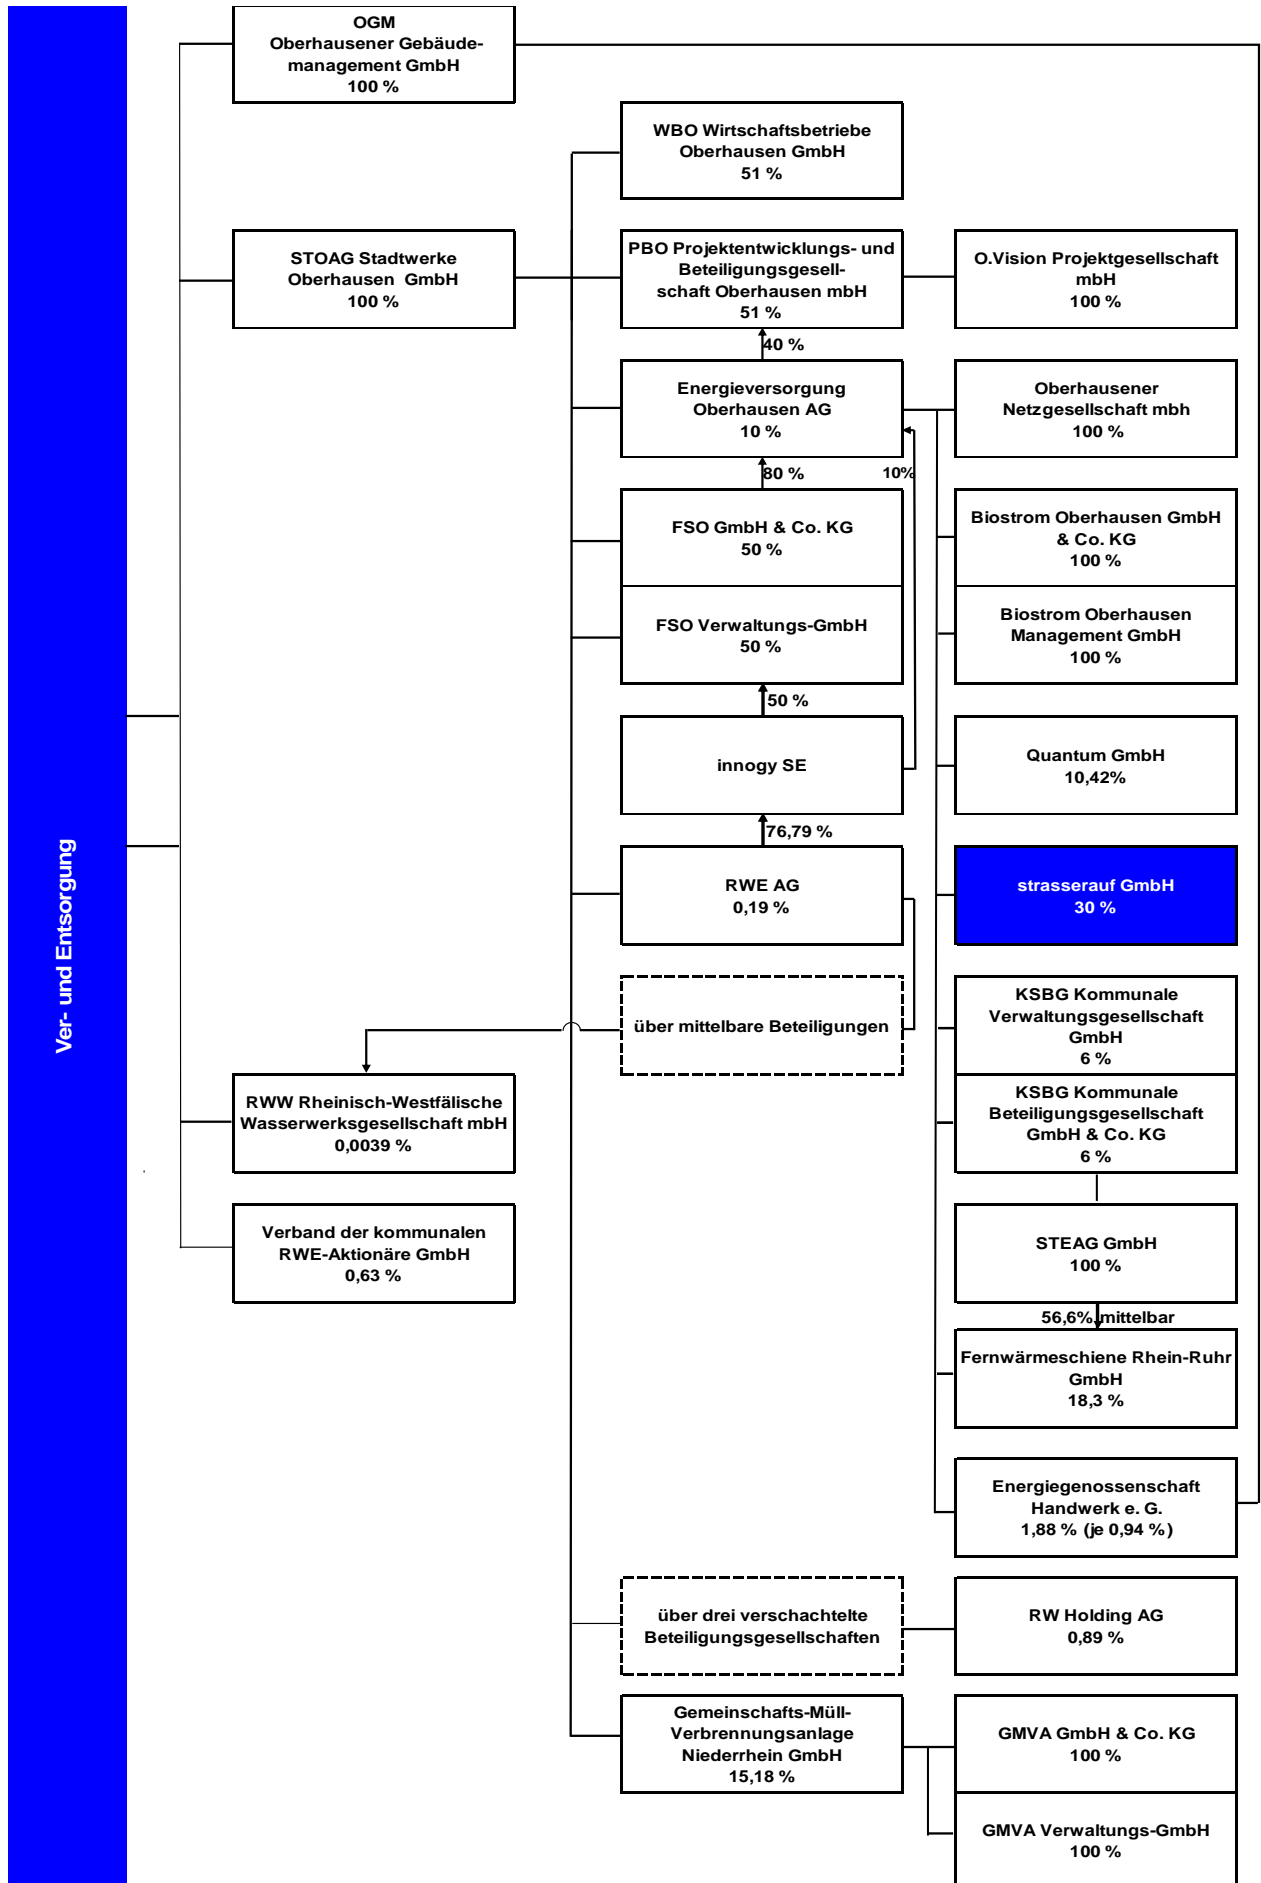 Ver- und Entsorgung
OGM
Oberhausener Gebäude-
management GmbH
100 %
WBO Wirtschaftsbetriebe
Oberhausen GmbH
51 %
STOAG Stadtwerke
Oberhausen GmbH
100 %
PBO Projektentwicklungs- und
Beteiligungsgesell-
schaft Oberhausen mbH
51 %
O.Vision Projektgesellschaft
mbH
100 %
40 %
Energieversorgung
Oberhausen AG
10 %
Oberhausener
Netzgesellschaft mbh
100 %
80 %
10%
FSO GmbH & Co. KG
50 %
Biostrom Oberhausen GmbH
& Co. KG
100 %
FSO Verwaltungs-GmbH
50 %
Biostrom Oberhausen
Management GmbH
100 %
50 %
innogy SE
Quantum GmbH
10,42%
76,79 %
RWE AG
0,19 %
strasserauf GmbH
30 %
über mittelbare Beteiligungen
KSBG Kommunale
Verwaltungsgesellschaft
GmbH
6 %
RWW Rheinisch-Westfälische
Wasserwerksgesellschaft mbH
0,0039 %
KSBG Kommunale
Beteiligungsgesellschaft
GmbH & Co. KG
6 %
Verband der kommunalen
RWE-Aktionäre GmbH
0,63 %
STEAG GmbH
100 %
56,6% mittelbar
Fernwärmeschiene Rhein-Ruhr
GmbH
18,3 %
Energiegenossenschaft
Handwerk e. G.
1,88 % (je 0,94 %)
über drei verschachtelte
Beteiligungsgesellschaften
RW Holding AG
0,89 %
Gemeinschafts-Müll-
Verbrennungsanlage
Niederrhein GmbH
15,18 %
GMVA GmbH & Co. KG
100 %
GMVA Verwaltungs-GmbH
100 %